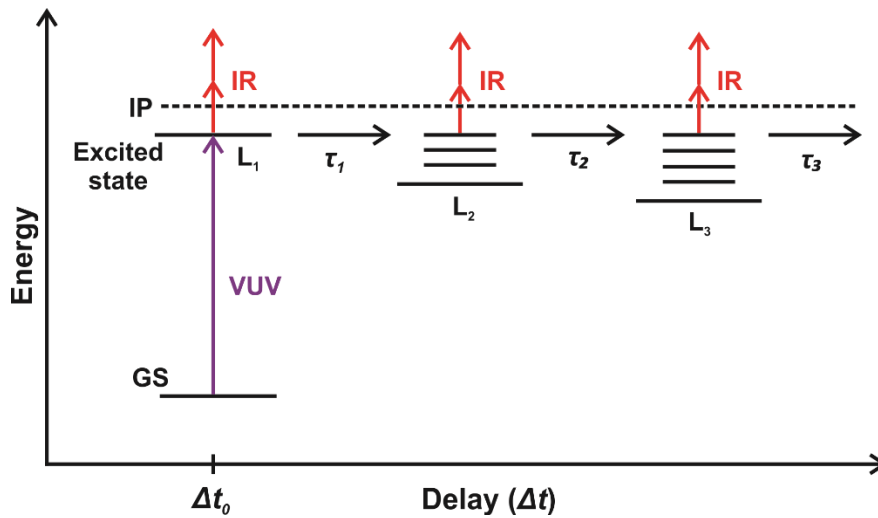 IR
IR
IR
IP
Excited
state
L₁
τ₁
L₂
τ₂
L₃
τ₃
Energy
VUV
GS
Δt₀
Delay (Δt)